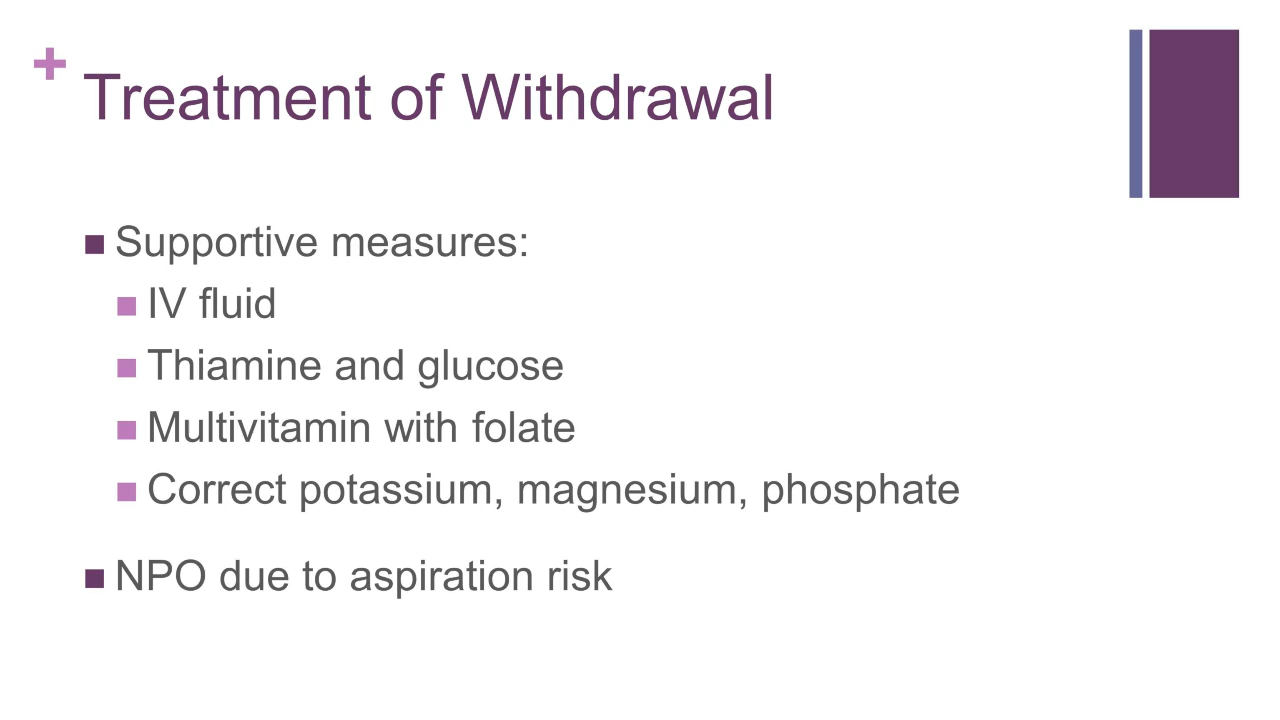 +
Treatment of Withdrawal
Supportive measures:
IV fluid
Thiamine and glucose
Multivitamin with folate
Correct potassium, magnesium, phosphate
NPO due to aspiration risk